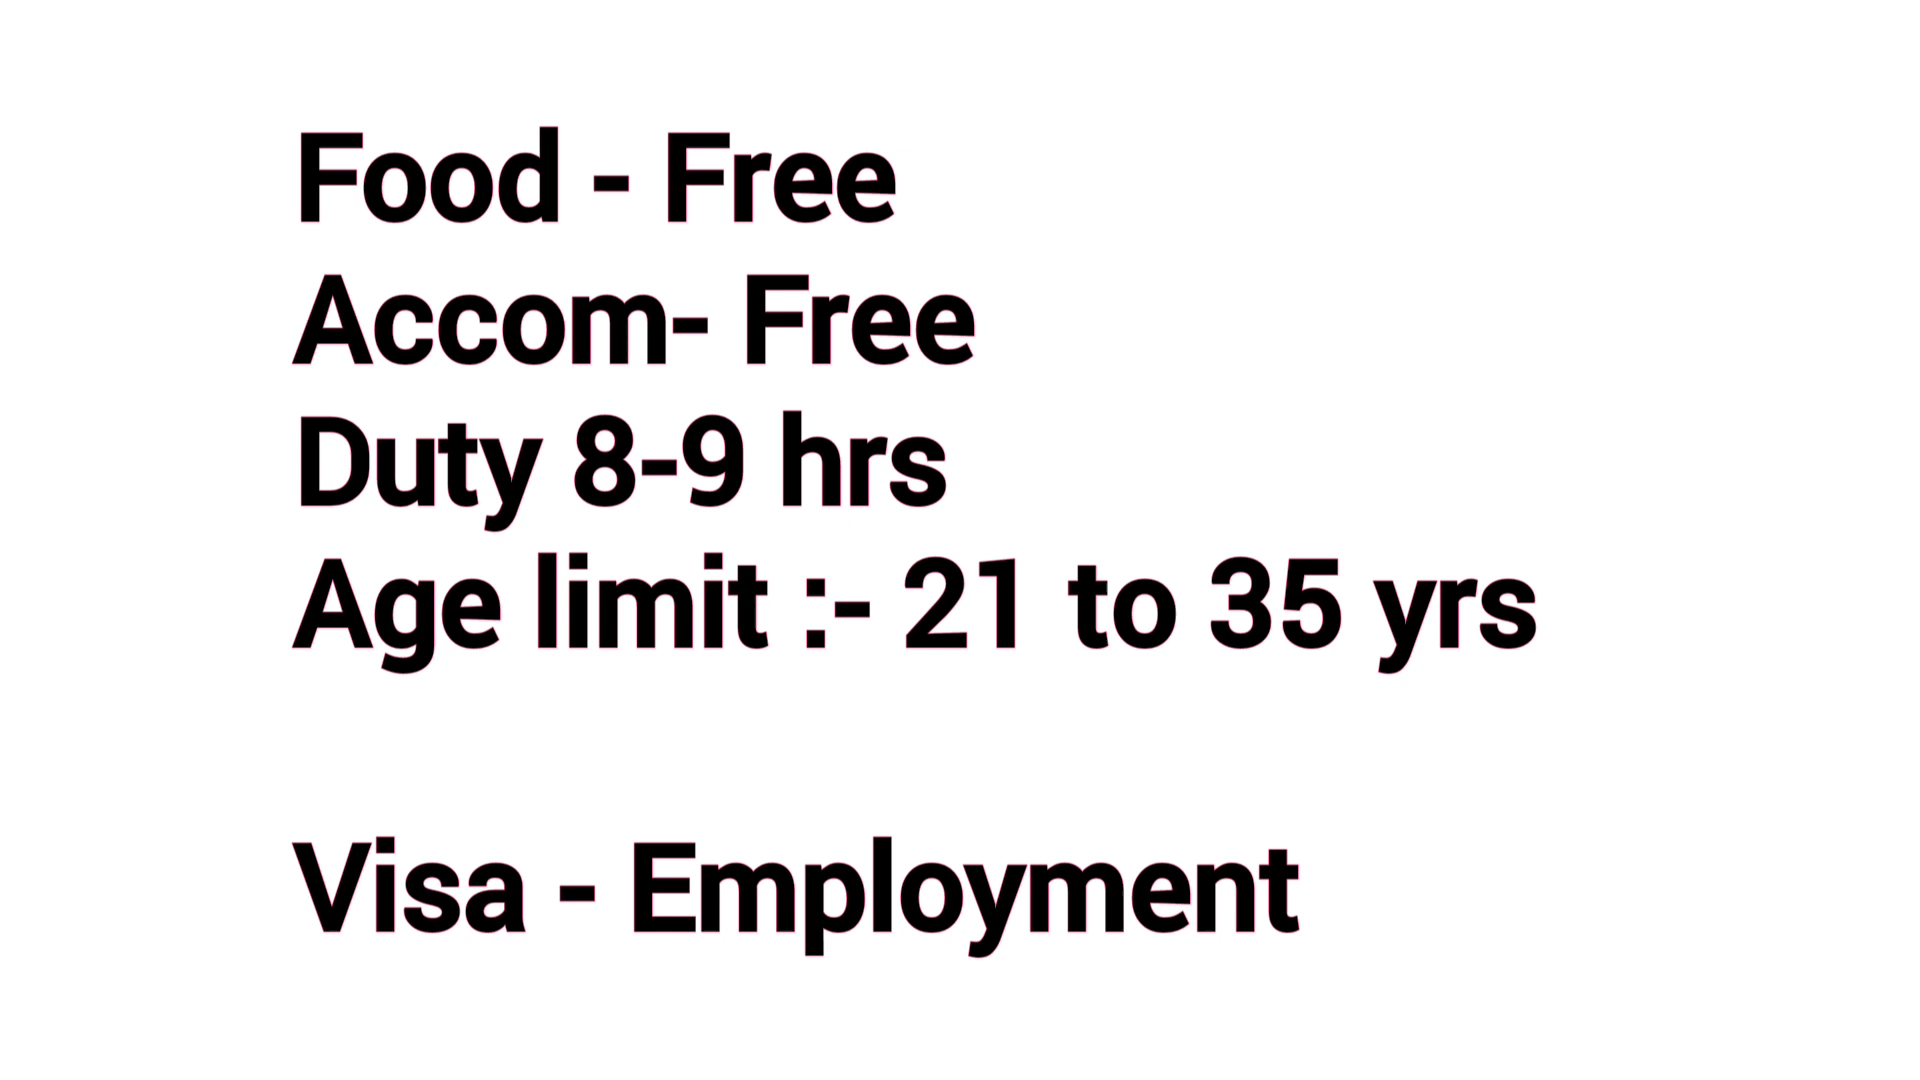 Food - Free
Accom- Free
Duty 8-9 hrs
Age limit :- 21 to 35 yrs
Visa - Employment